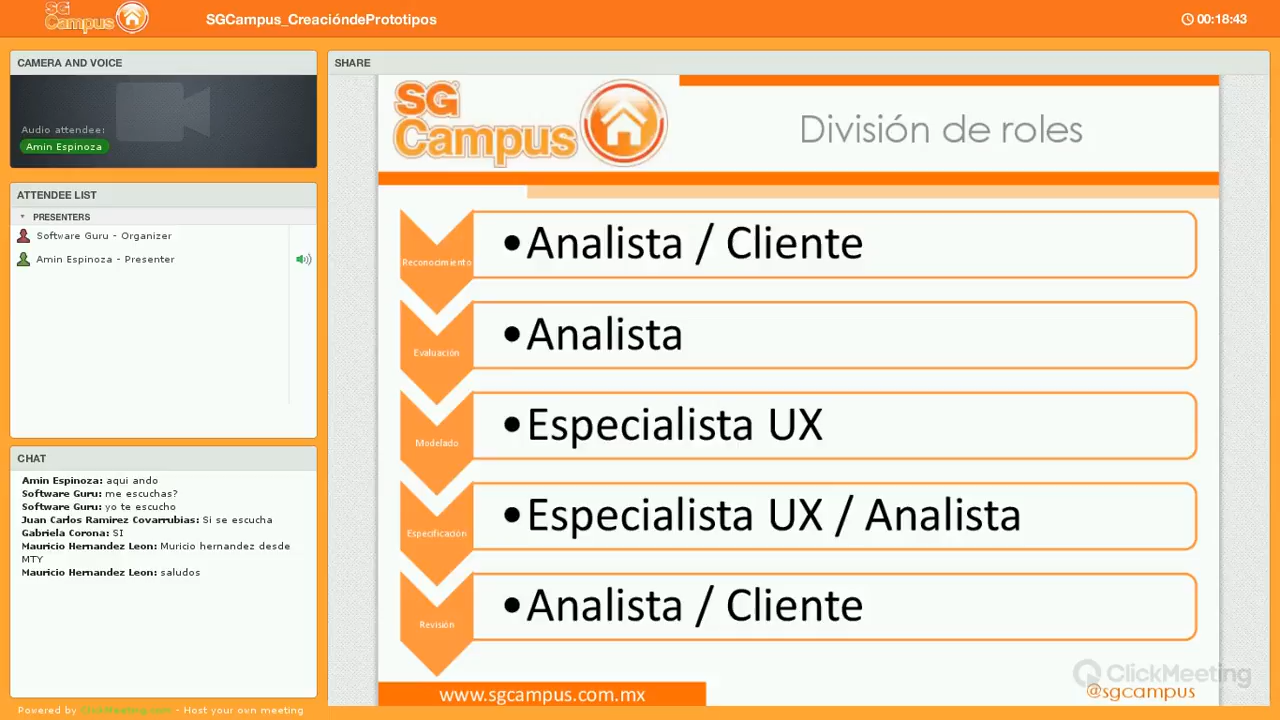 SG Campus
SGCampus_CreacióndePrototipos
00:18:43
CAMERA AND VOICE
Audio attendee:
Amin Espinoza
ATTENDEE LIST
PRESENTERS
Software Guru - Organizer
Amin Espinoza - Presenter
CHAT
Amin Espinoza: aqui ando
Software Guru: me escuchas?
Software Guru: yo te escucho
Juan Carlos Ramirez Covarrubias: Si se escucha
Gabriela Corona: SI
Mauricio Hernandez Leon: Muricio hernandez desde
MTY
Mauricio Hernandez Leon: saludos
Powered by ClickMeeting.com - Host your own meeting
SHARE
SG
Campus
División de roles
Reconocimiento
•Analista / Cliente
Evaluación
•Analista
Modelado
•Especialista UX
Especificación
•Especialista UX / Analista
Revisión
•Analista / Cliente
www.sgcampus.com.mx
ClickMeeting
@sgcampus